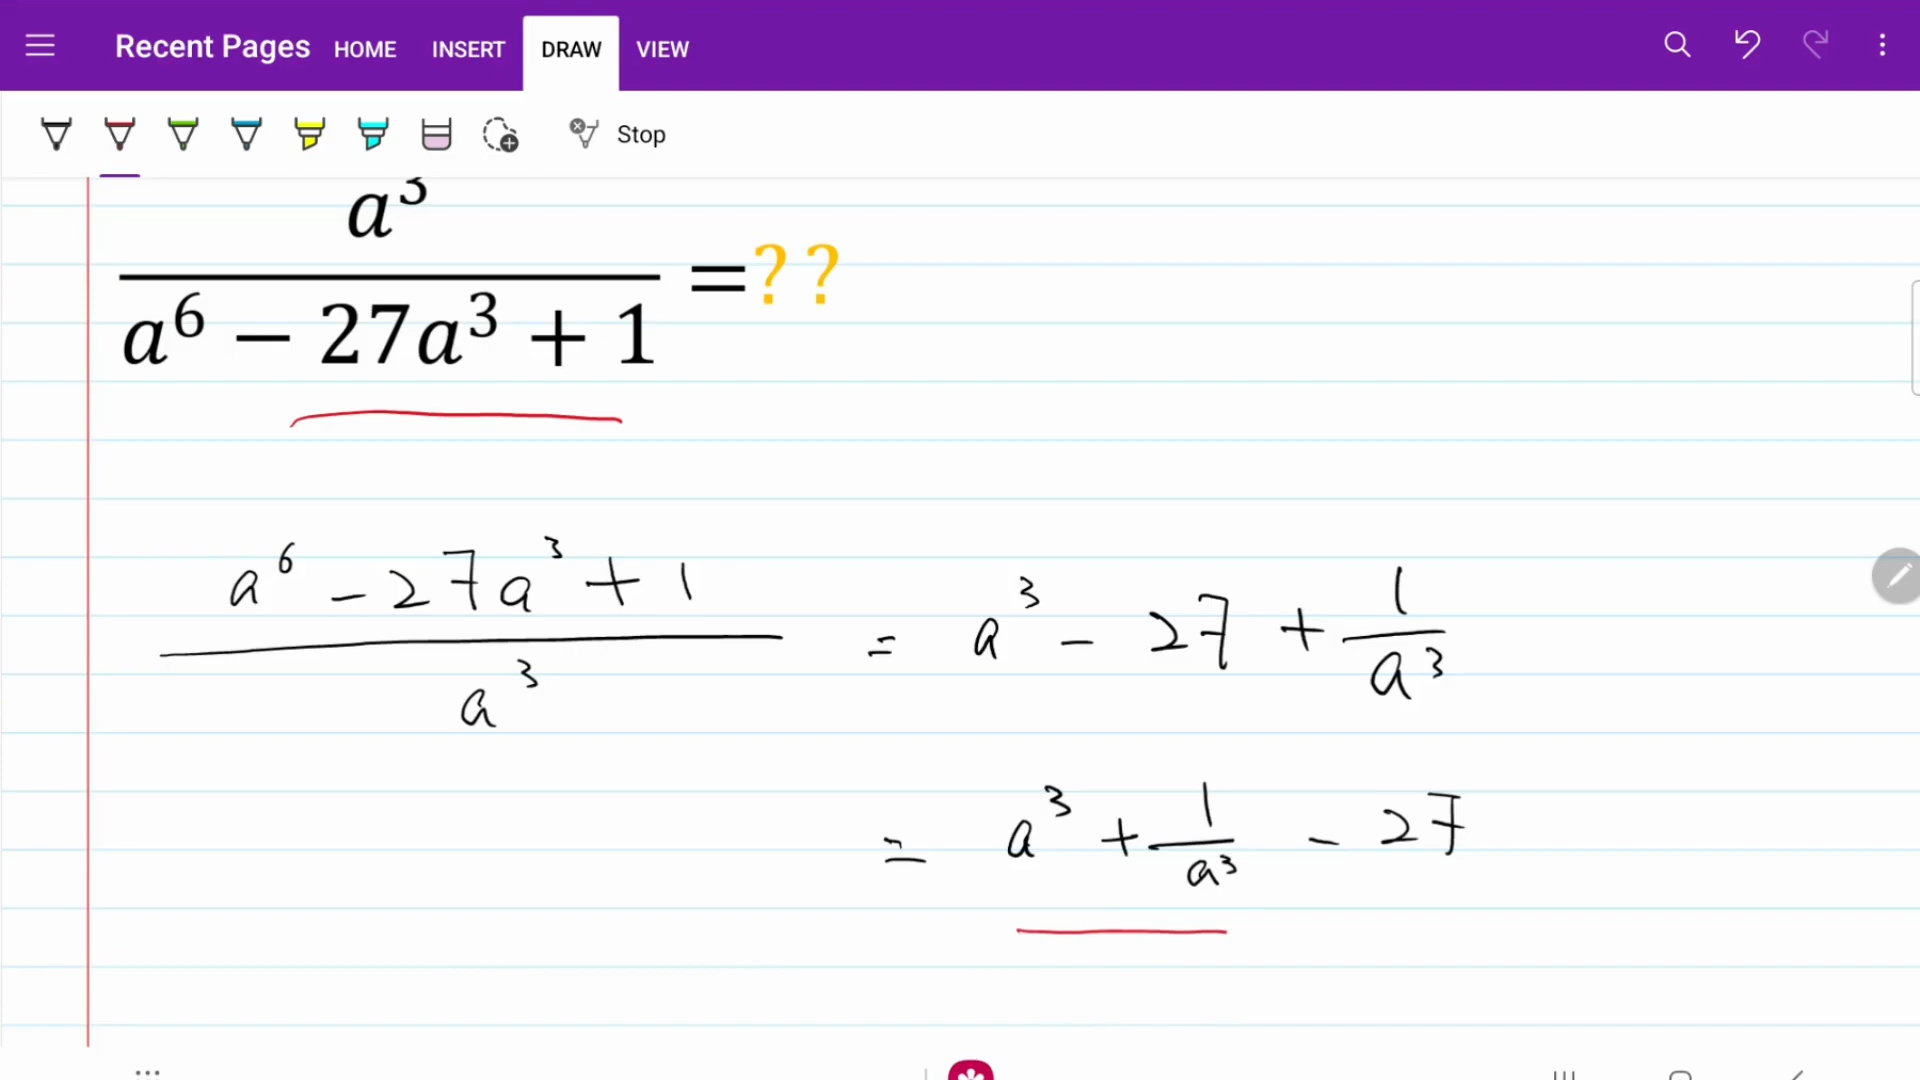 Recent Pages HOME INSERT DRAW VIEW
Stop
a³
a⁶ − 27a³ + 1 =??
a⁶ − 27a³ + 1
a³
= a³ − 27 + 1/a³
= a³ + 1/a³ − 27